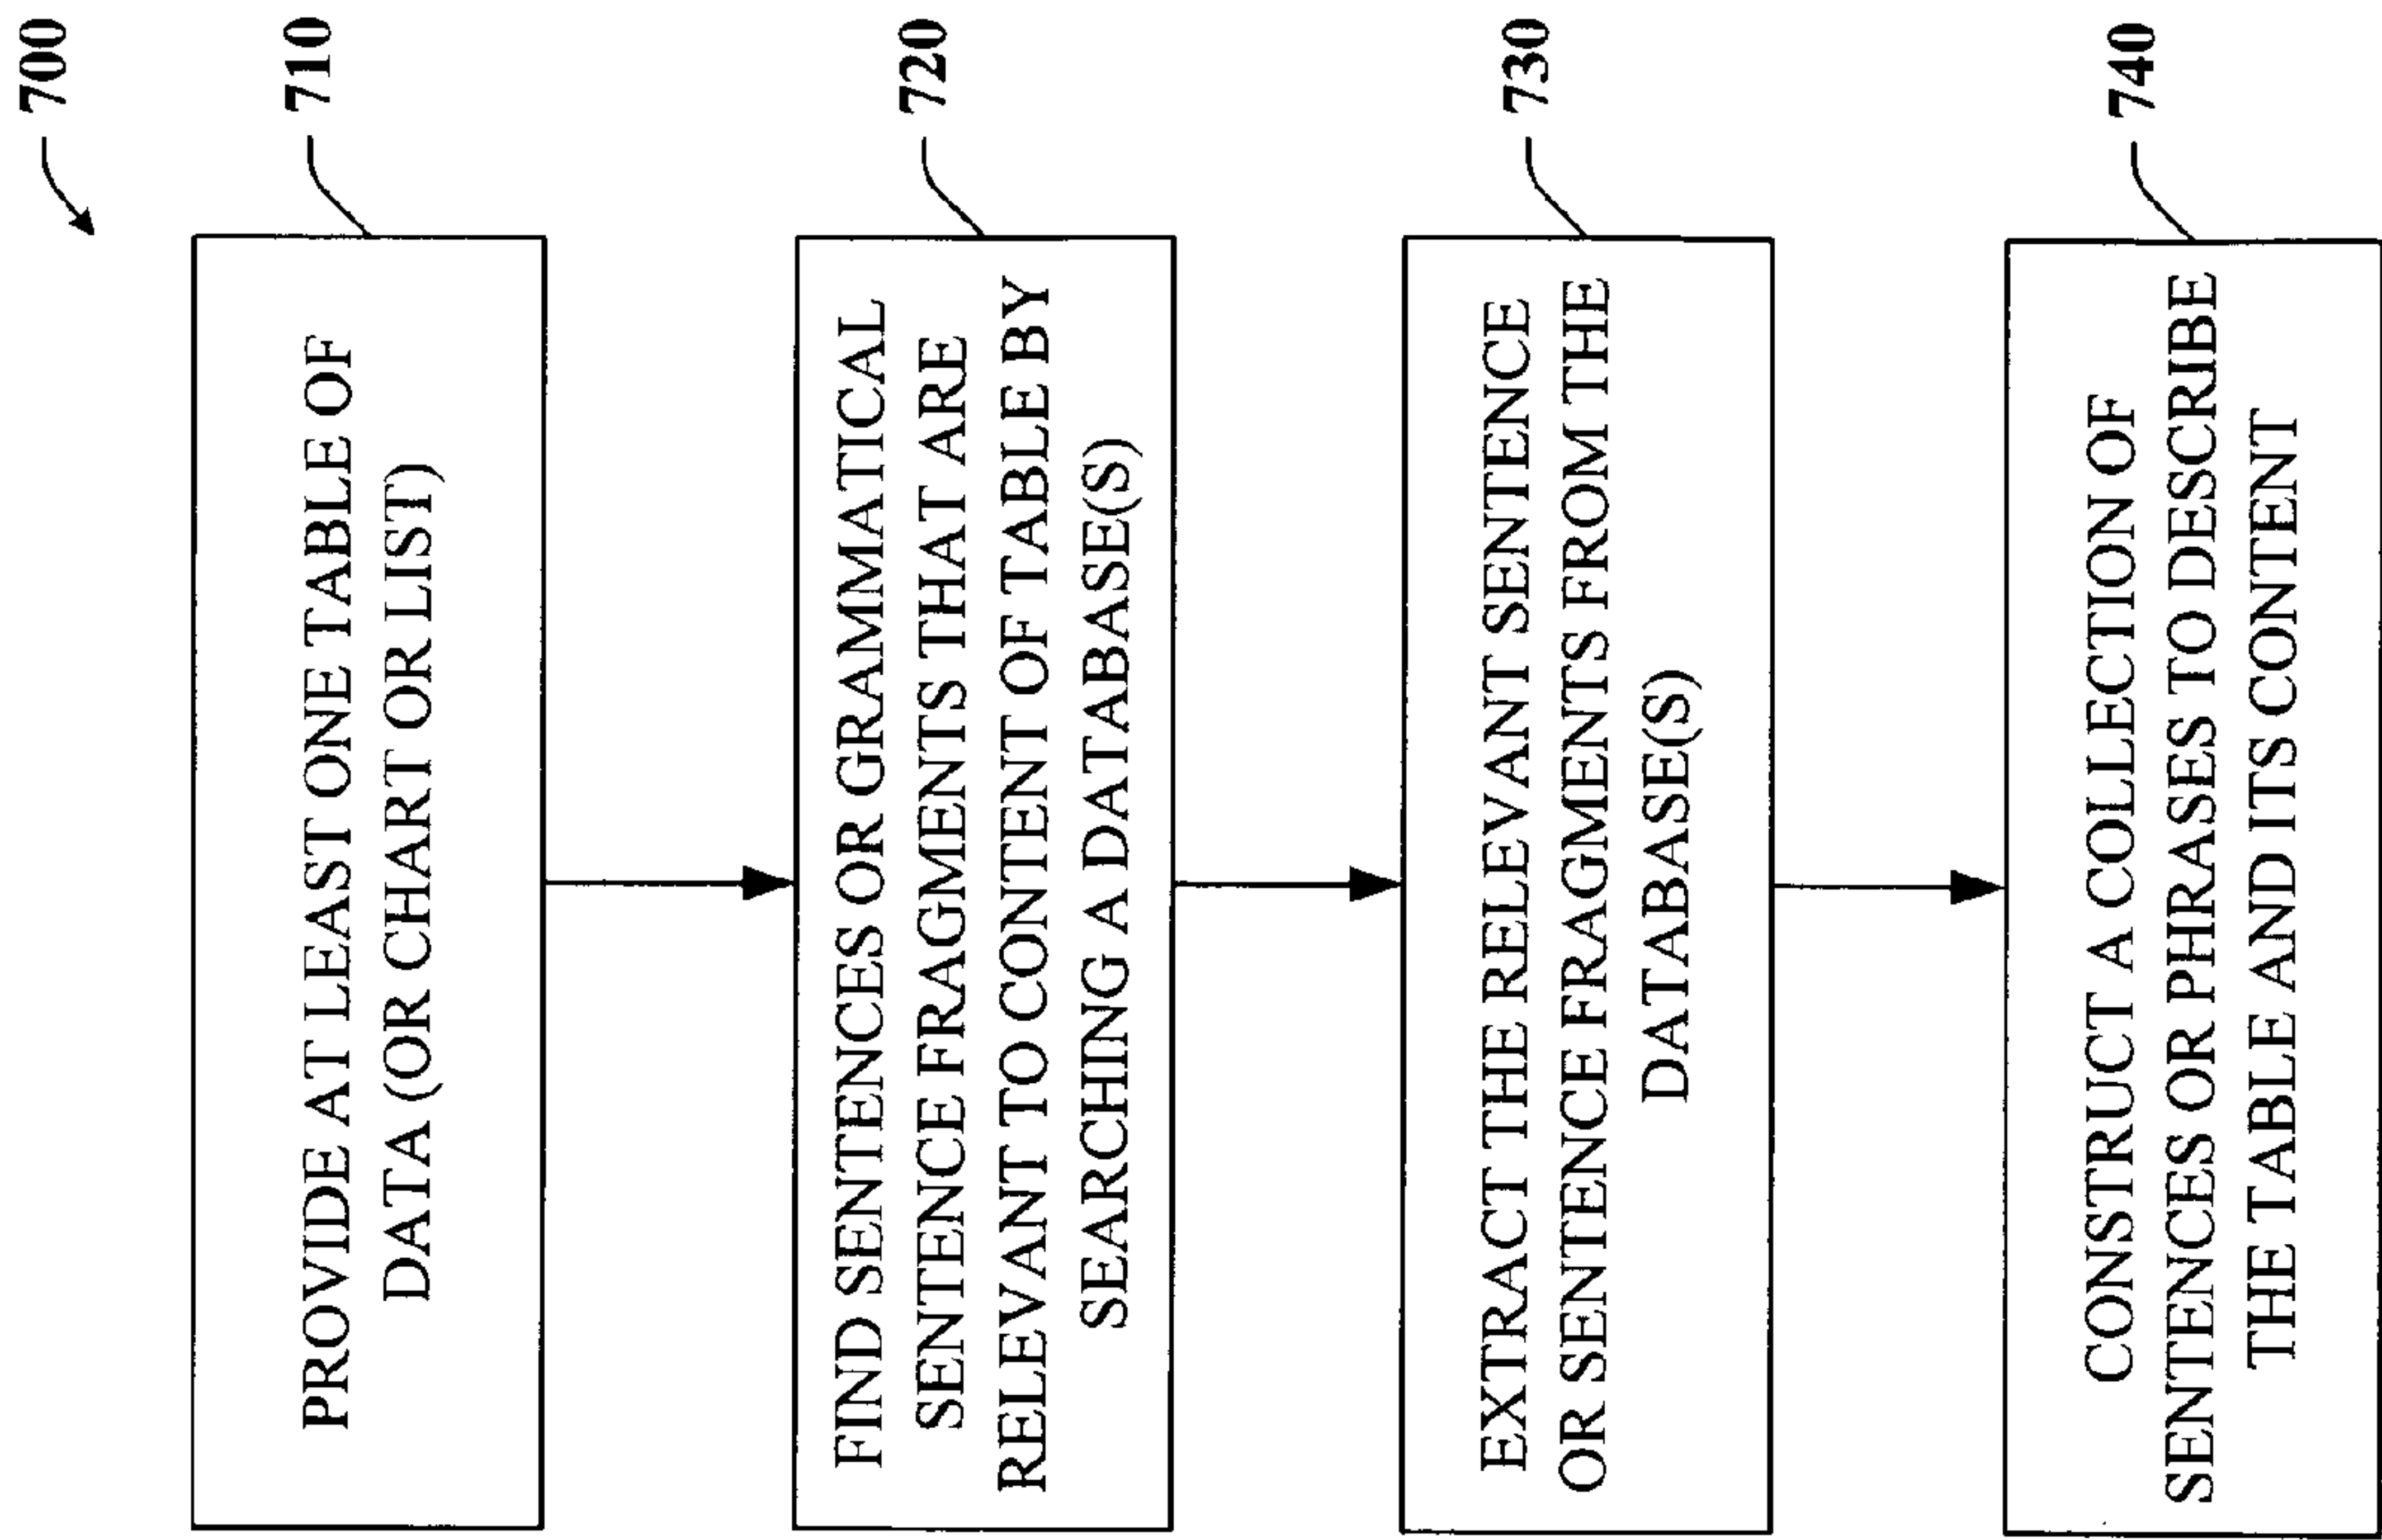 700
710
PROVIDE AT LEAST ONE TABLE OF
DATA (OR CHART OR LIST)
720
FIND SENTENCES OR GRAMMATICAL
SENTENCE FRAGMENTS THAT ARE
RELEVANT TO CONTENT OF TABLE BY
SEARCHING A DATABASE(S)
730
EXTRACT THE RELEVANT SENTENCE
OR SENTENCE FRAGMENTS FROM THE
DATABASE(S)
740
CONSTRUCT A COLLECTION OF
SENTENCES OR PHRASES TO DESCRIBE
THE TABLE AND ITS CONTENT